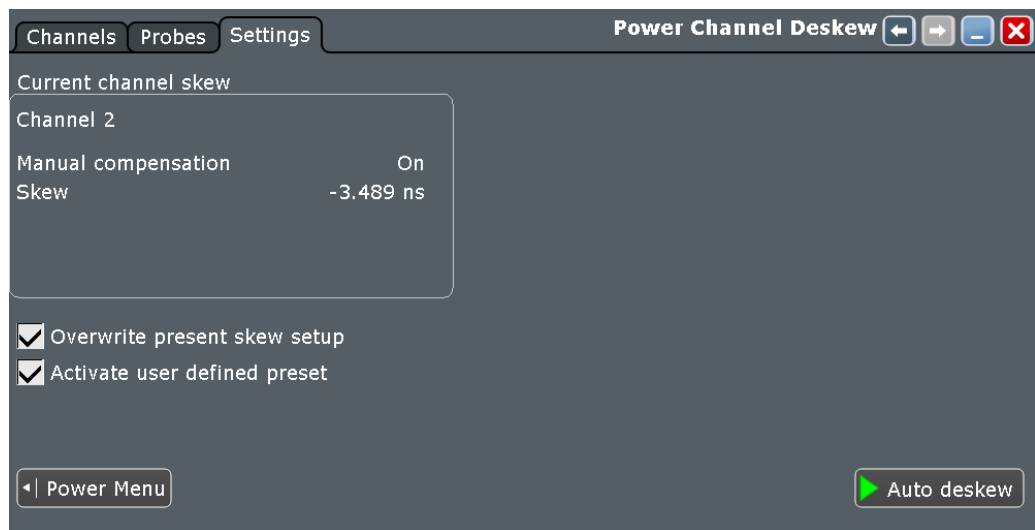 Channels Probes Settings Power Channel Deskew
Current channel skew
Channel 2
Manual compensation On
Skew -3.489 ns
Overwrite present skew setup
Activate user defined preset
Power Menu Auto deskew